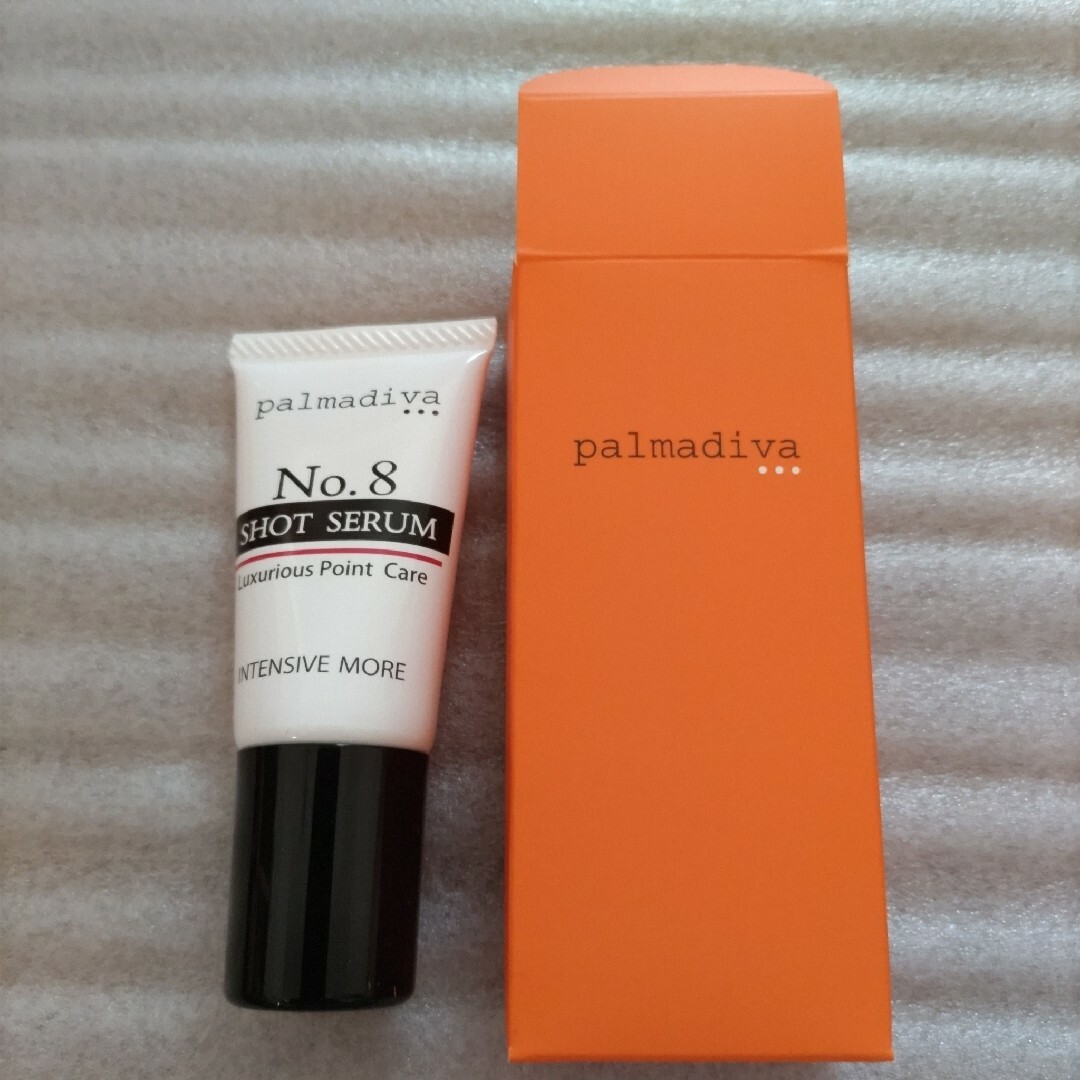 palmadiva
No. 8
SHOT SERUM
Luxurious Point Care
INTENSIVE MORE
palmadiva